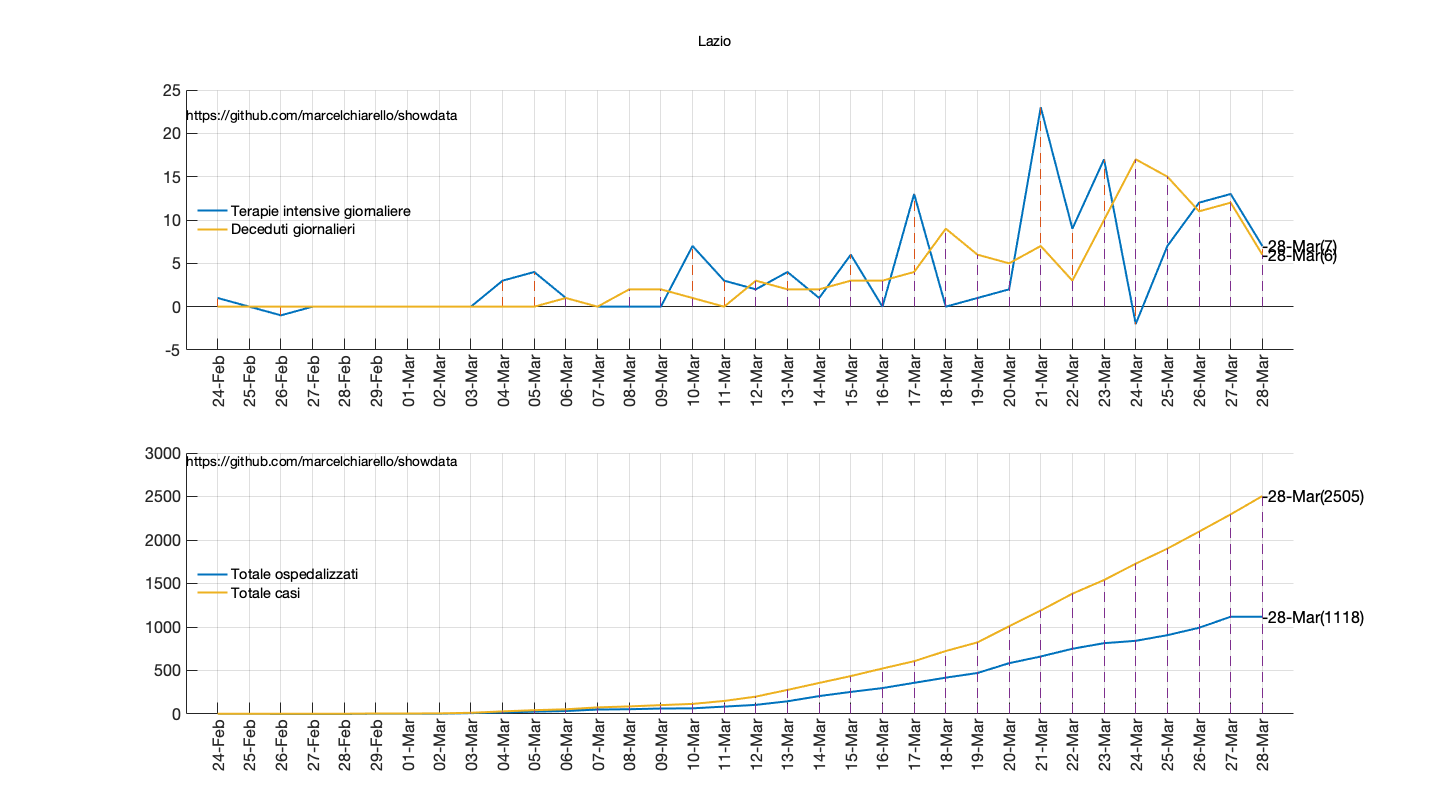 Lazio
25
https://github.com/marcelchiarello/showdata
20
15
Terapie intensive giornaliere
10
Deceduti giornalieri
-28-Mar(7)
5
-28-Mar(6)
0
-5
24-Feb
25-Feb
26-Feb
27-Feb
28-Feb
29-Feb
01-Mar
02-Mar
03-Mar
04-Mar
05-Mar
06-Mar
07-Mar
08-Mar
09-Mar
10-Mar
11-Mar
12-Mar
13-Mar
14-Mar
15-Mar
16-Mar
17-Mar
18-Mar
19-Mar
20-Mar
21-Mar
22-Mar
23-Mar
24-Mar
25-Mar
26-Mar
27-Mar
28-Mar
3000
https://github.com/marcelchiarello/showdata
2500
-28-Mar(2505)
2000
Totale ospedalizzati
1500
Totale casi
1000
-28-Mar(1118)
500
0
24-Feb
25-Feb
26-Feb
27-Feb
28-Feb
29-Feb
01-Mar
02-Mar
03-Mar
04-Mar
05-Mar
06-Mar
07-Mar
08-Mar
09-Mar
10-Mar
11-Mar
12-Mar
13-Mar
14-Mar
15-Mar
16-Mar
17-Mar
18-Mar
19-Mar
20-Mar
21-Mar
22-Mar
23-Mar
24-Mar
25-Mar
26-Mar
27-Mar
28-Mar